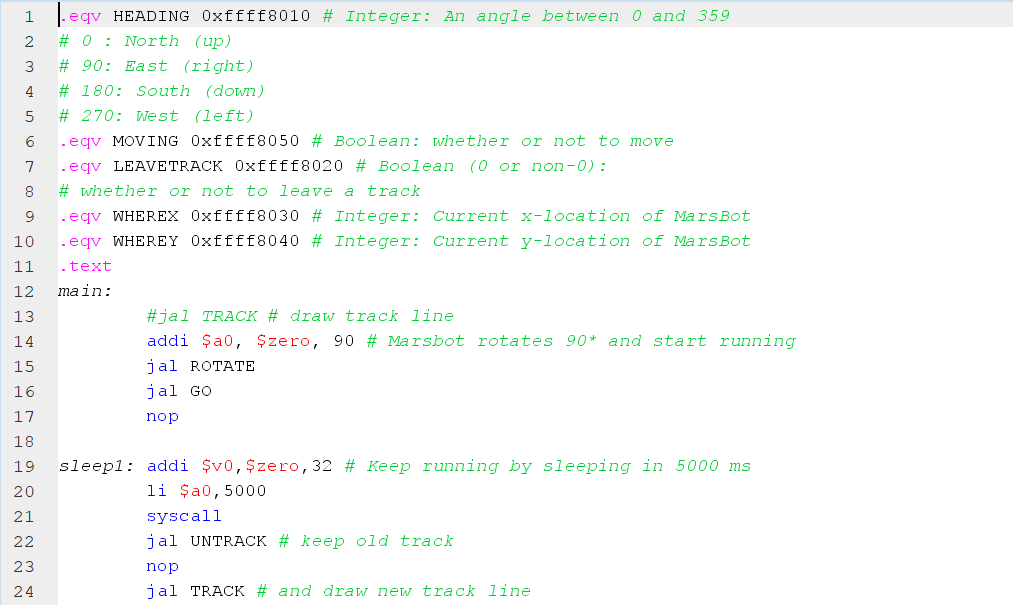 1 .eqv HEADING 0xffff8010 # Integer: An angle between 0 and 359
2 # 0 : North (up)
3 # 90: East (right)
4 # 180: South (down)
5 # 270: West (left)
6 .eqv MOVING 0xffff8050 # Boolean: whether or not to move
7 .eqv LEAVETRACK 0xffff8020 # Boolean (0 or non-0):
8 # whether or not to leave a track
9 .eqv WHEREX 0xffff8030 # Integer: Current x-location of MarsBot
10 .eqv WHEREY 0xffff8040 # Integer: Current y-location of MarsBot
11 .text
12 main:
13 #jal TRACK # draw track line
14 addi $a0, $zero, 90 # Marsbot rotates 90* and start running
15 jal ROTATE
16 jal GO
17 nop
18
19 sleep1: addi $v0,$zero,32 # Keep running by sleeping in 5000 ms
20 li $a0,5000
21 syscall
22 jal UNTRACK # keep old track
23 nop
24 jal TRACK # and draw new track line